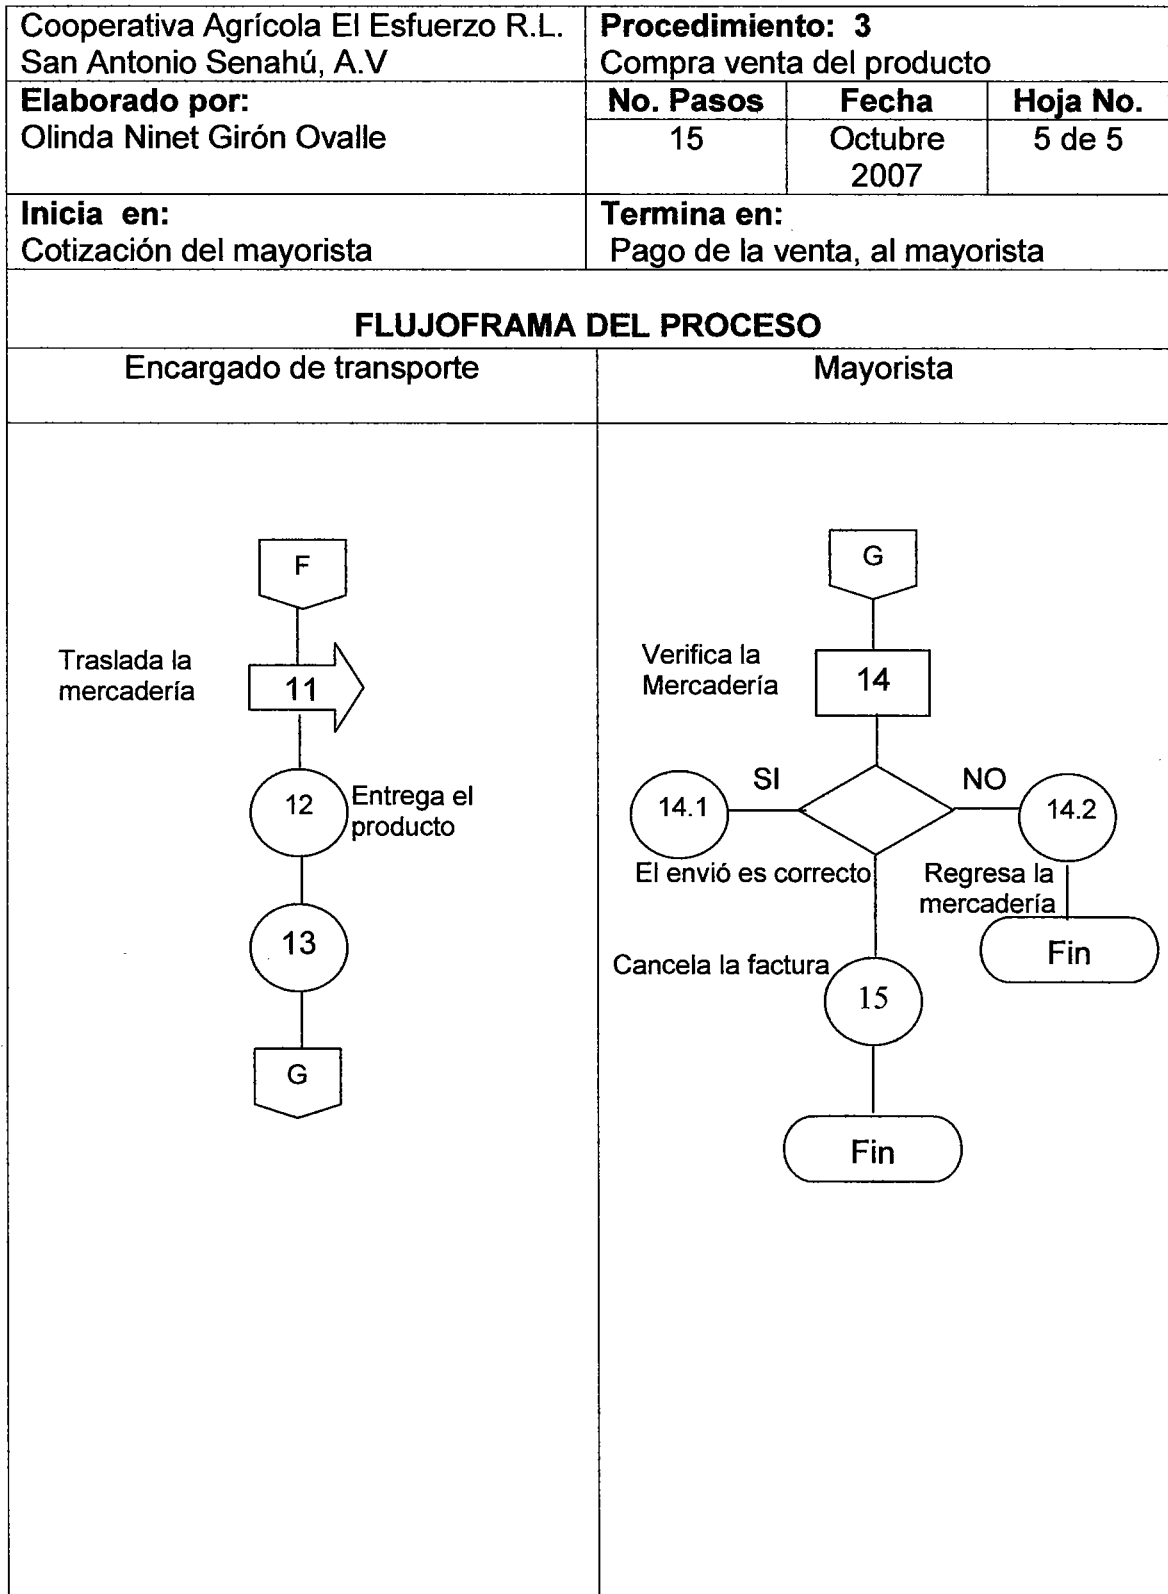 Cooperativa Agrícola El Esfuerzo R.L.
San Antonio Senahú, A.V
Procedimiento: 3
Compra venta del producto
Elaborado por:
Olinda Ninet Girón Ovalle
No. Pasos
Fecha
Hoja No.
15
Octubre
2007
5 de 5
Inicia en:
Cotización del mayorista
Termina en:
Pago de la venta, al mayorista
FLUJOFRAMA DEL PROCESO
Encargado de transporte
Mayorista
F
Traslada la
mercadería
11
12
Entrega el
producto
13
G
G
Verifica la
Mercadería
14
SI
NO
14.1
14.2
El envió es correcto
Regresa la
mercadería
Fin
Cancela la factura
15
Fin